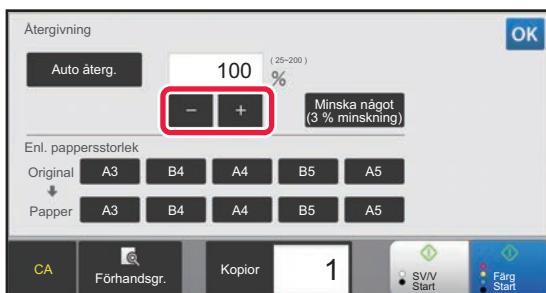 Återgivning
OK
Auto återg.
100
(25~200)
%
−
+
Minska något
(3 % minskning)
Enl. pappersstorlek
Original
A3
B4
A4
B5
A5
Papper
A3
B4
A4
B5
A5
CA
Förhandsgr.
Kopior
1
SV/V
Start
Färg
Start